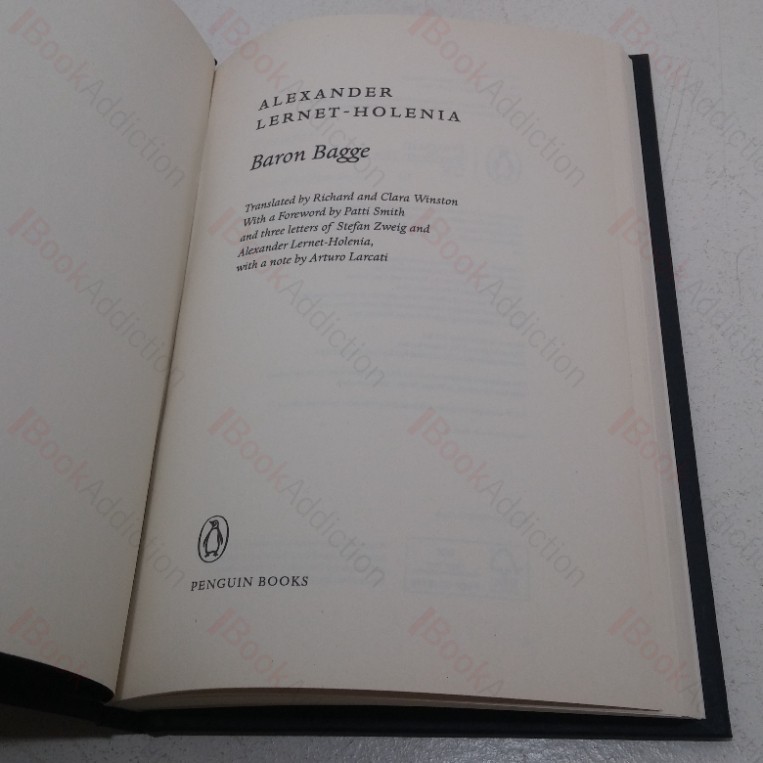 ALEXANDER
LERNET-HOLENIA
Baron Bagge
Translated by Richard and Clara Winston
With a Foreword by Patti Smith
and three letters of Stefan Zweig and
Alexander Lernet-Holenia,
with a note by Arturo Larcati
PENGUIN BOOKS
BookAddiction